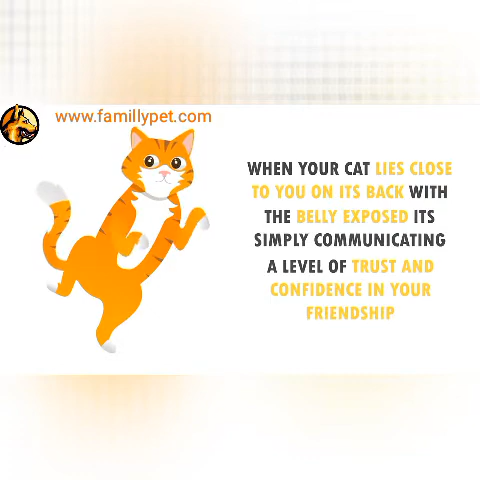 www.famillypet.com
WHEN YOUR CAT LIES CLOSE
TO YOU ON ITS BACK WITH
THE BELLY EXPOSED ITS
SIMPLY COMMUNICATING
A LEVEL OF TRUST AND
CONFIDENCE IN YOUR
FRIENDSHIP